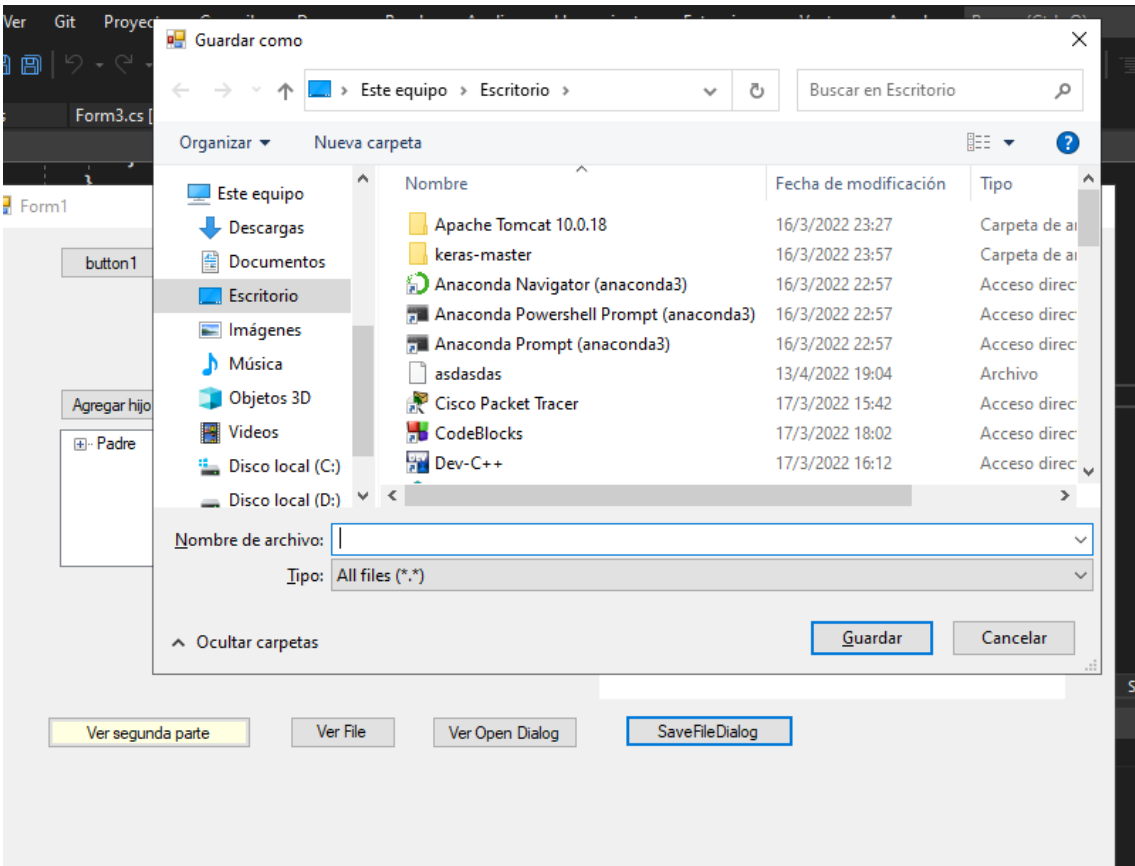 Ver Git
Guardar como
Este equipo > Escritorio >
Buscar en Escritorio
Form3.cs [
Organizar Nueva carpeta
Nombre Fecha de modificación Tipo
Form1
Este equipo
Descargas
Documentos
Escritorio
Imágenes
Música
Objetos 3D
Videos
Disco local (C:)
Disco local (D:)
Apache Tomcat 10.0.18 16/3/2022 23:27 Carpeta de
keras-master 16/3/2022 23:57 Carpeta de
Anaconda Navigator (anaconda3) 16/3/2022 22:57 Acceso
Anaconda Powershell Prompt (anaconda3) 16/3/2022 22:57 Acceso
Anaconda Prompt (anaconda3) 16/3/2022 22:57 Acceso
asdasdas 13/4/2022 19:04 Archivo
Cisco Packet Tracer 17/3/2022 15:42 Acceso
CodeBlocks 17/3/2022 18:02 Acceso
Dev-C++ 17/3/2022 16:12 Acceso
button1
Agregar hijo
Padre
Nombre de archivo:
Tipo: All files (*.*)
Ocultar carpetas
Guardar Cancelar
Ver segunda parte Ver File Ver Open Dialog SaveFileDialog